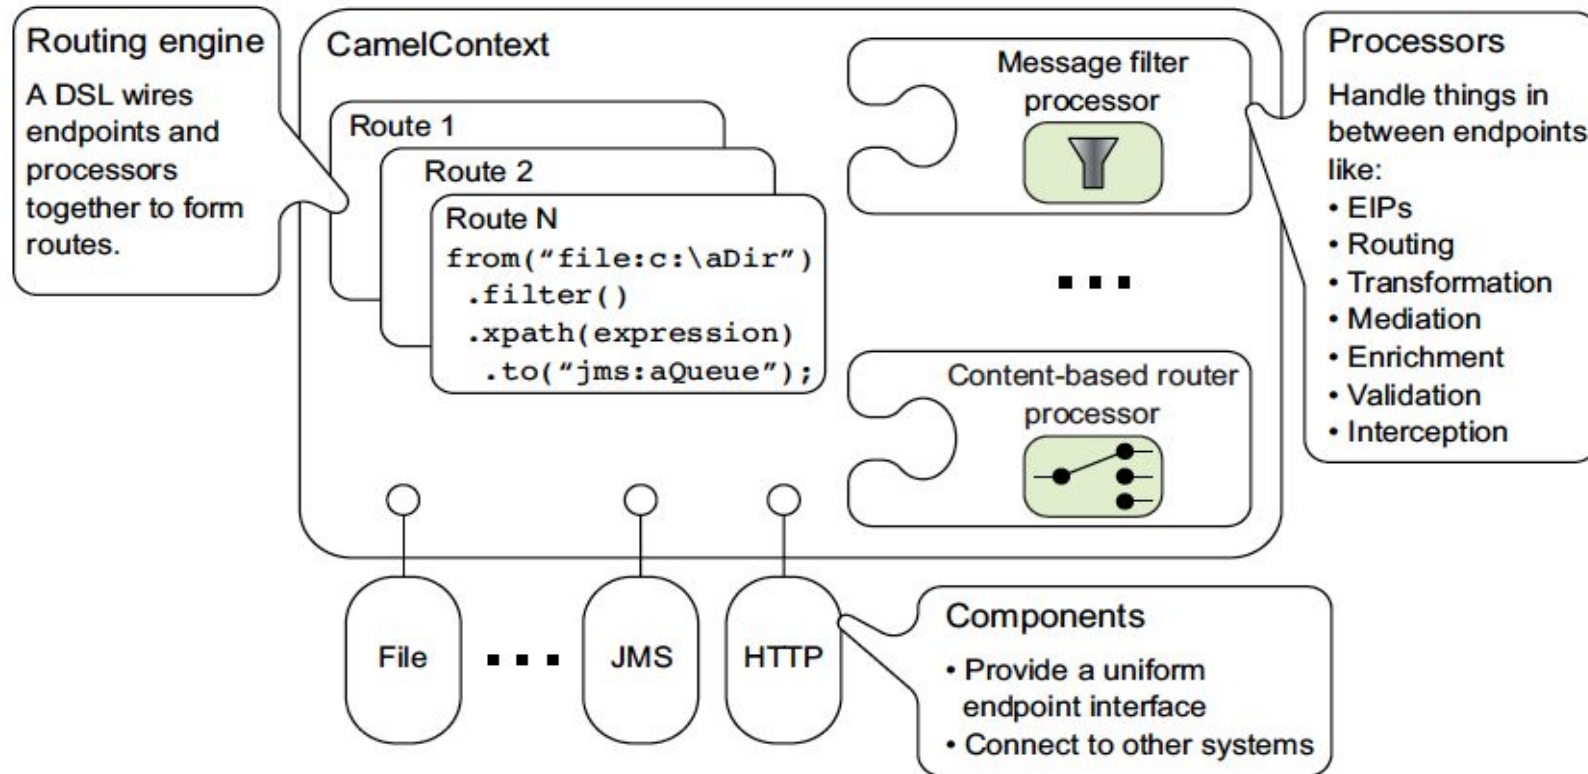 Routing engine
A DSL wires
endpoints and
processors
together to form
routes.
CamelContext
Route 1
Route 2
Route N
from(“file:c:\aDir”)
.filter()
.xpath(expression)
.to(“jms:aQueue”);
Message filter
processor
Content-based router
processor
Processors
Handle things in
between endpoints
like:
• EIPs
• Routing
• Transformation
• Mediation
• Enrichment
• Validation
• Interception
File
JMS
HTTP
Components
• Provide a uniform
endpoint interface
• Connect to other systems